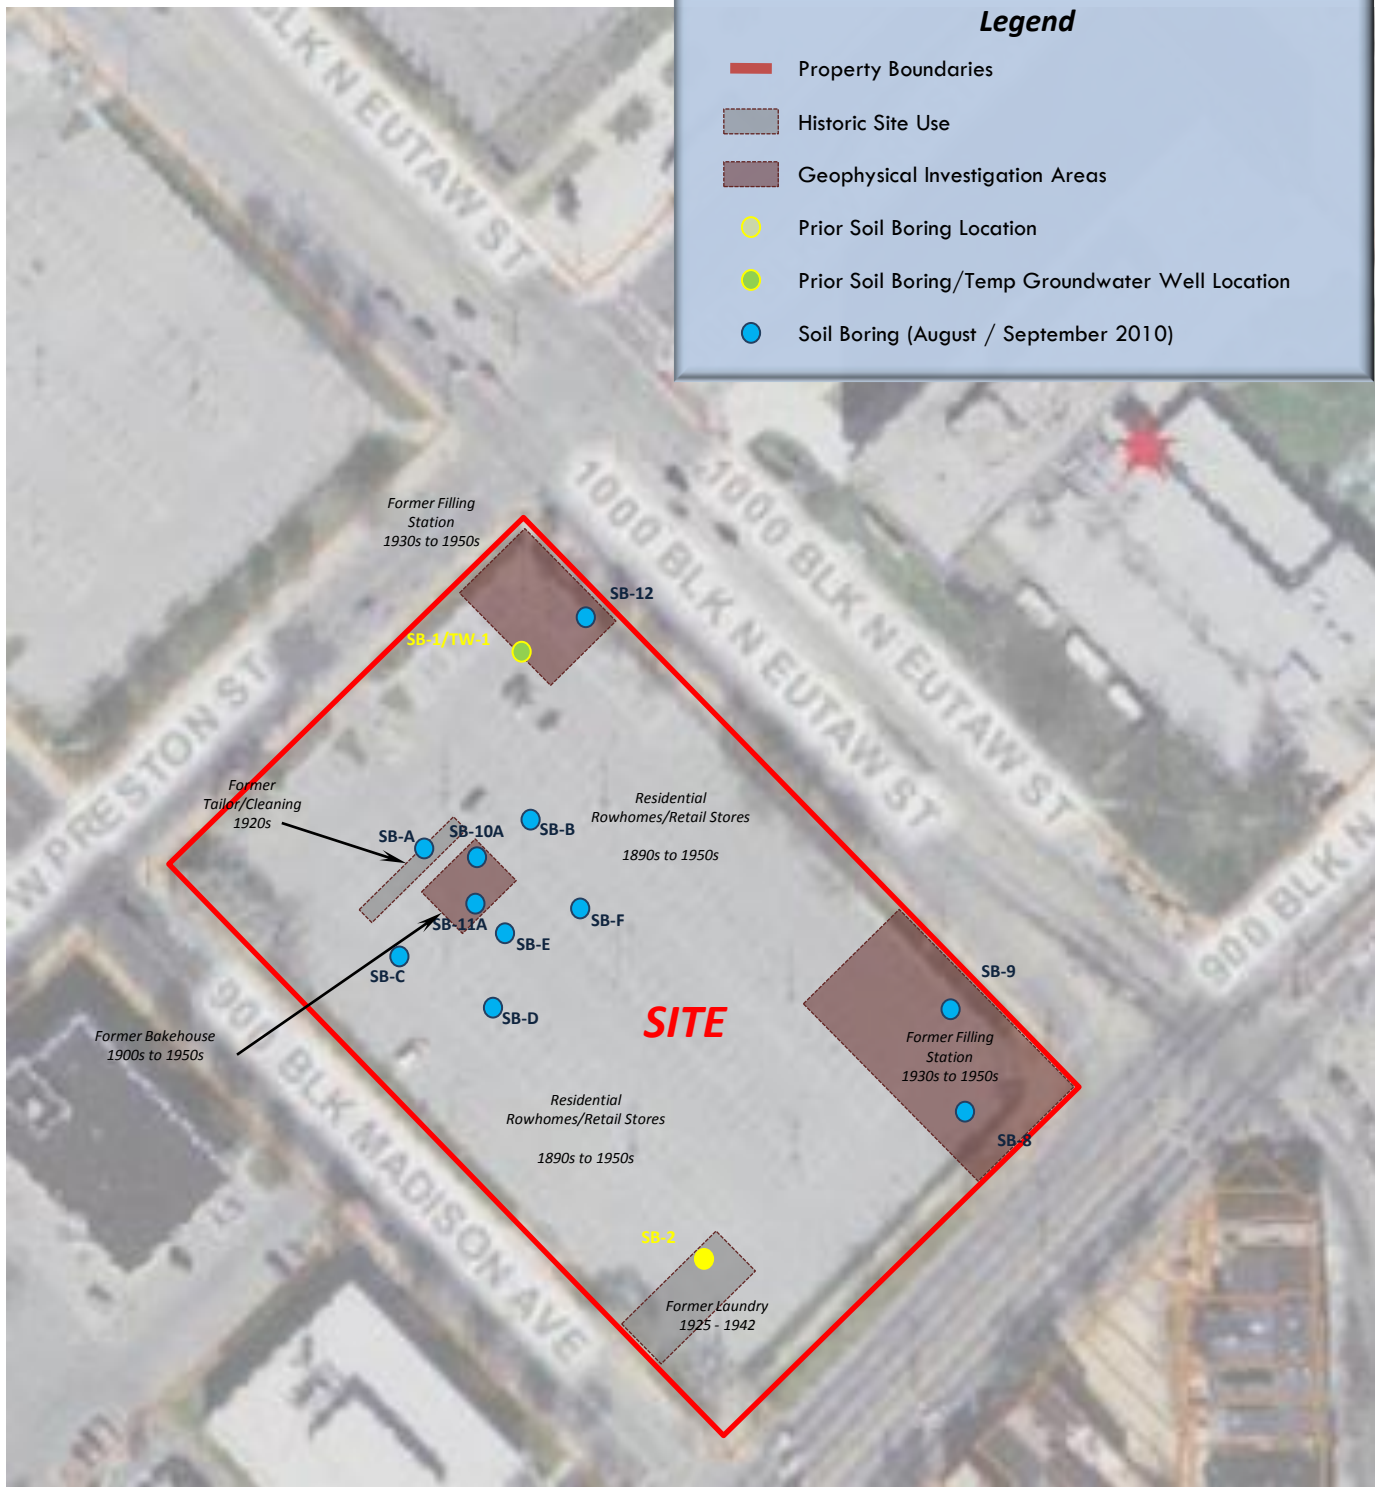 Legend
Property Boundaries
Historic Site Use
Geophysical Investigation Areas
Prior Soil Boring Location
Prior Soil Boring/Temp Groundwater Well Location
Soil Boring (August / September 2010)
BLK N EUTAW ST
1000 BLK N EUTAW ST
1000 BLK N EUTAW ST
Former Filling
Station
1930s to 1950s
SB-12
SB-1/TW-1
W PRESTON ST
Former
Tailor/Cleaning
1920s
Residential
Rowhomes/Retail Stores
1890s to 1950s
SB-A
SB-10A
SB-B
SB-11A
SB-F
SB-E
SB-C
SB-D
900 BLK N
SB-9
SITE
Former Filling
Station
1930s to 1950s
SB-8
Former Bakehouse
1900s to 1950s
901 BLK MADISON AVE
Residential
Rowhomes/Retail Stores
1890s to 1950s
SB-2
Former Laundry
1925 - 1942